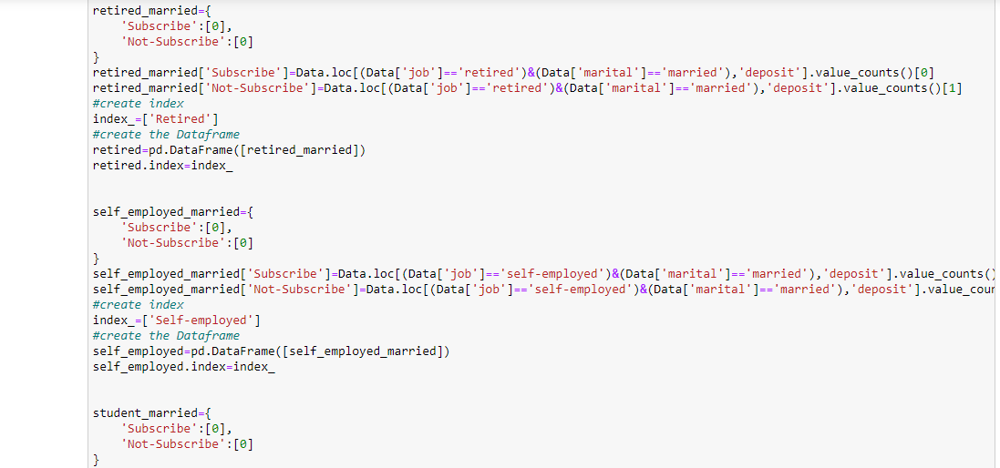 retired_married={
    'Subscribe':[0],
    'Not-Subscribe':[0]
}
retired_married['Subscribe']=Data.loc[(Data['job']=='retired')&(Data['marital']=='married'),'deposit'].value_counts()[0]
retired_married['Not-Subscribe']=Data.loc[(Data['job']=='retired')&(Data['marital']=='married'),'deposit'].value_counts()[1]
#create index
index_=['Retired']
#create the Dataframe
retired=pd.DataFrame([retired_married])
retired.index=index_
self_employed_married={
    'Subscribe':[0],
    'Not-Subscribe':[0]
}
self_employed_married['Subscribe']=Data.loc[(Data['job']=='self-employed')&(Data['marital']=='married'),'deposit'].value_counts()
self_employed_married['Not-Subscribe']=Data.loc[(Data['job']=='self-employed')&(Data['marital']=='married'),'deposit'].value_cour
#create index
index_=['Self-employed']
#create the Dataframe
self_employed=pd.DataFrame([self_employed_married])
self_employed.index=index_
student_married={
    'Subscribe':[0],
    'Not-Subscribe':[0]
}